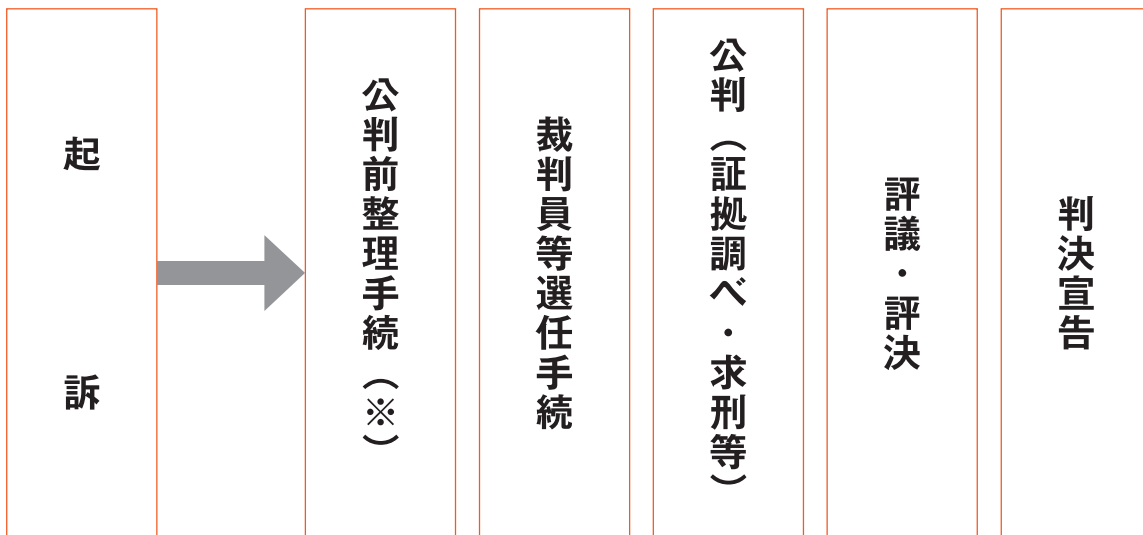 起訴
公判前整理手続（※）
裁判員等選任手続
公判（証拠調べ・求刑等）
評議・評決
判決宣告